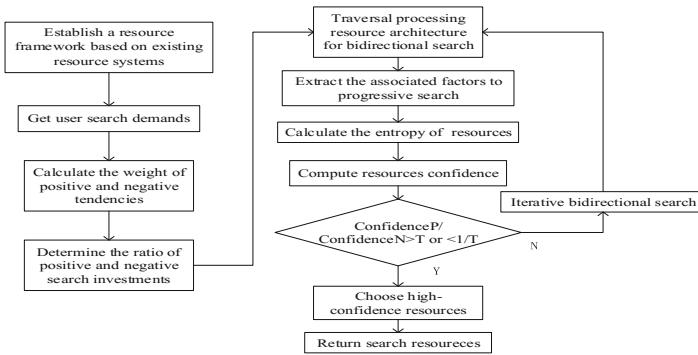 Establish a resource
framework based on existing
resource systems
Get user search demands
Calculate the weight of
positive and negative
tendencies
Determine the ratio of
positive and negative
search investments
Traversal processing
resource architecture
for bidirectional search
Extract the associated factors to
progressive search
Calculate the entropy of resources
Compute resources confidence
ConfidenceP/
ConfidenceN>T or <1/T
N
Iterative bidirectional search
Y
Choose high-
confidence resources
Return search resoureces